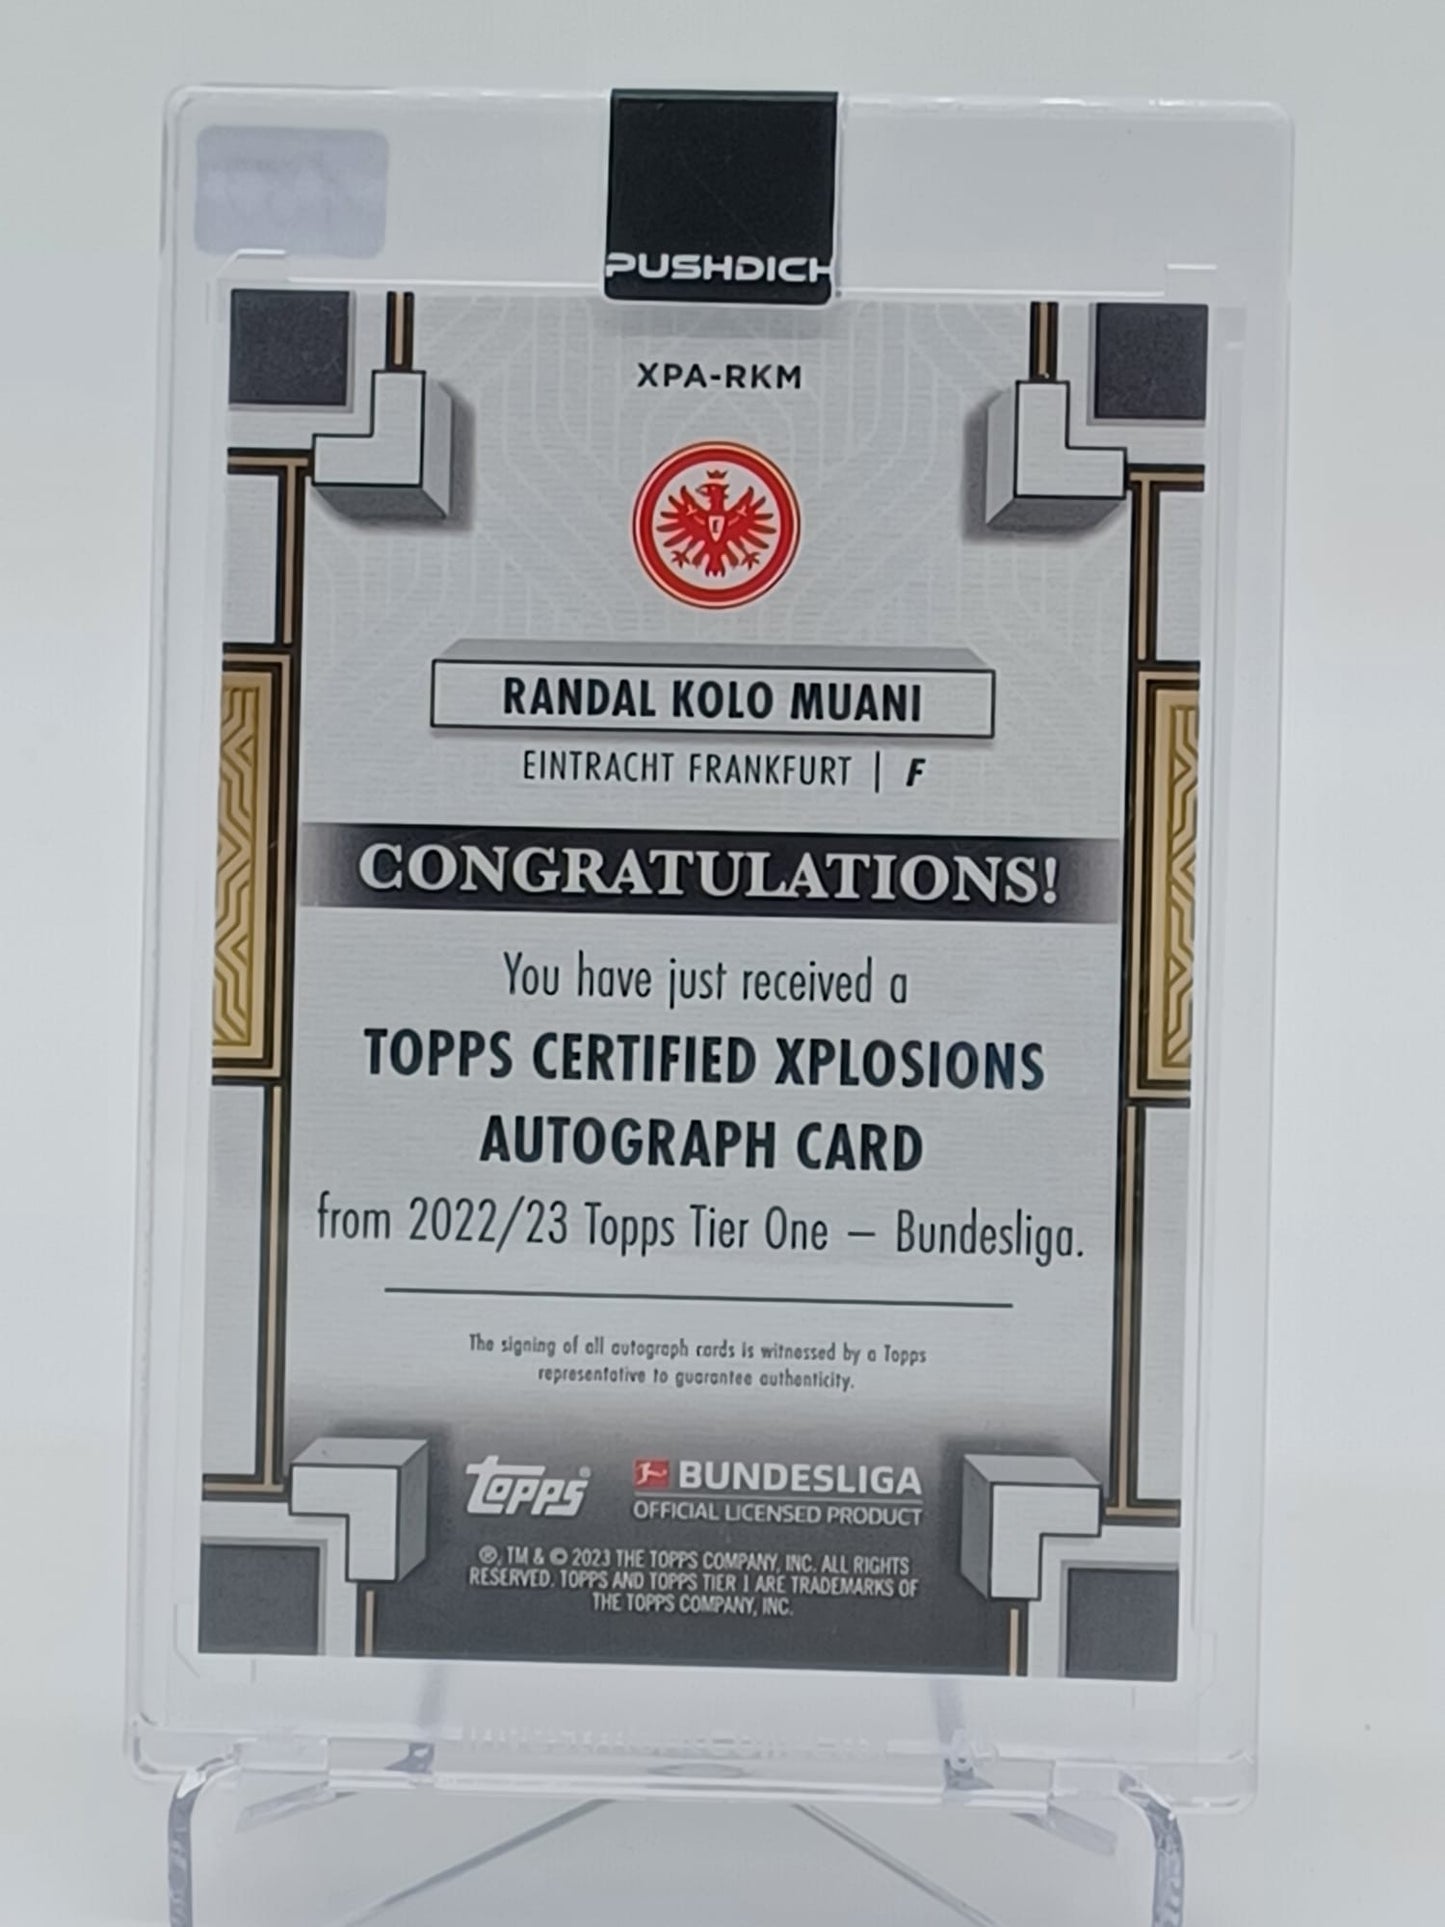 PUSHDICH
XPA-RKM
RANDAL KOLO MUANI
EINTRACHT FRANKFURT | F
CONGRATULATIONS!
You have just received a
TOPPS CERTIFIED XPLOSIONS
AUTOGRAPH CARD
from 2022/23 Topps Tier One – Bundesliga.
The signing of all autograph cards is witnessed by a Topps
representative to guarantee authenticity.
Topps® BUNDESLIGA
OFFICIAL LICENSED PRODUCT
®, TM & © 2023 THE TOPPS COMPANY, INC. ALL RIGHTS
RESERVED. TOPPS AND TOPPS TIER 1 ARE TRADEMARKS OF
THE TOPPS COMPANY, INC.